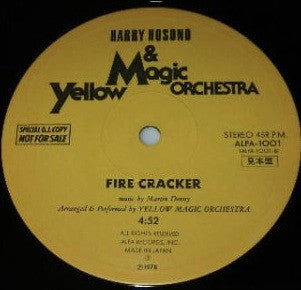 HARRY HOSONO
&
Yellow Magic ORCHESTRA
SPECIAL D.J. COPY
NOT FOR SALE
STEREO 45R.P.M.
ALFA-1001
見本盤
FIRE CRACKER
music by Martin Denny
Arranged & Performed by YELLOW MAGIC ORCHESTRA
4:52
ALL RIGHTS RESERVED
ALFA RECORDS, INC.
MADE IN JAPAN
Ⓟ1978